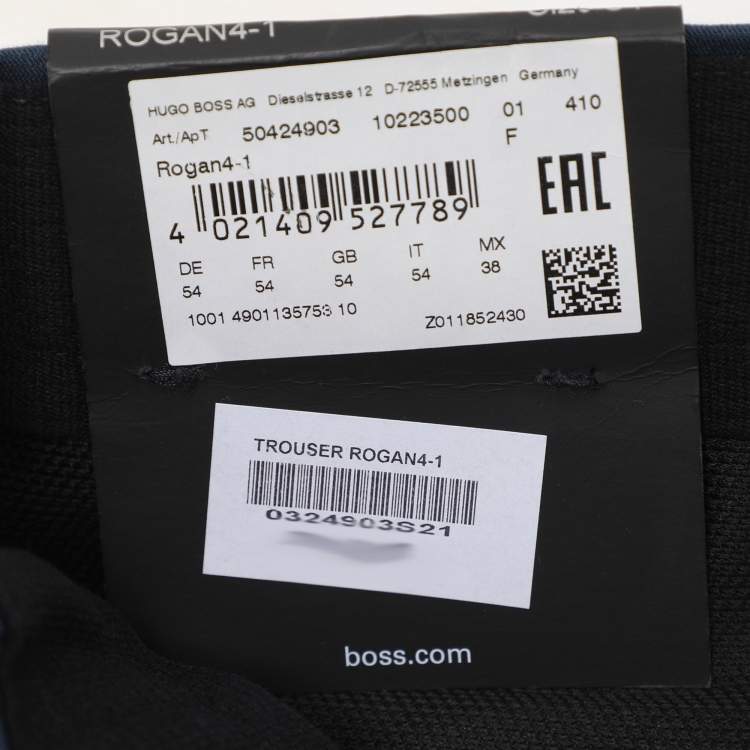 ROGAN4-1
HUGO BOSS AG Dieselstrasse 12 D-72555 Metzingen Germany
Art./ApT 50424903 10223500 01 410
F
Rogan4-1
EAC
4 021409 527789
DE FR GB IT MX
54 54 54 54 38
1001 4901135753 10 Z011852430
TROUSER ROGAN4-1
0324903S21
boss.com